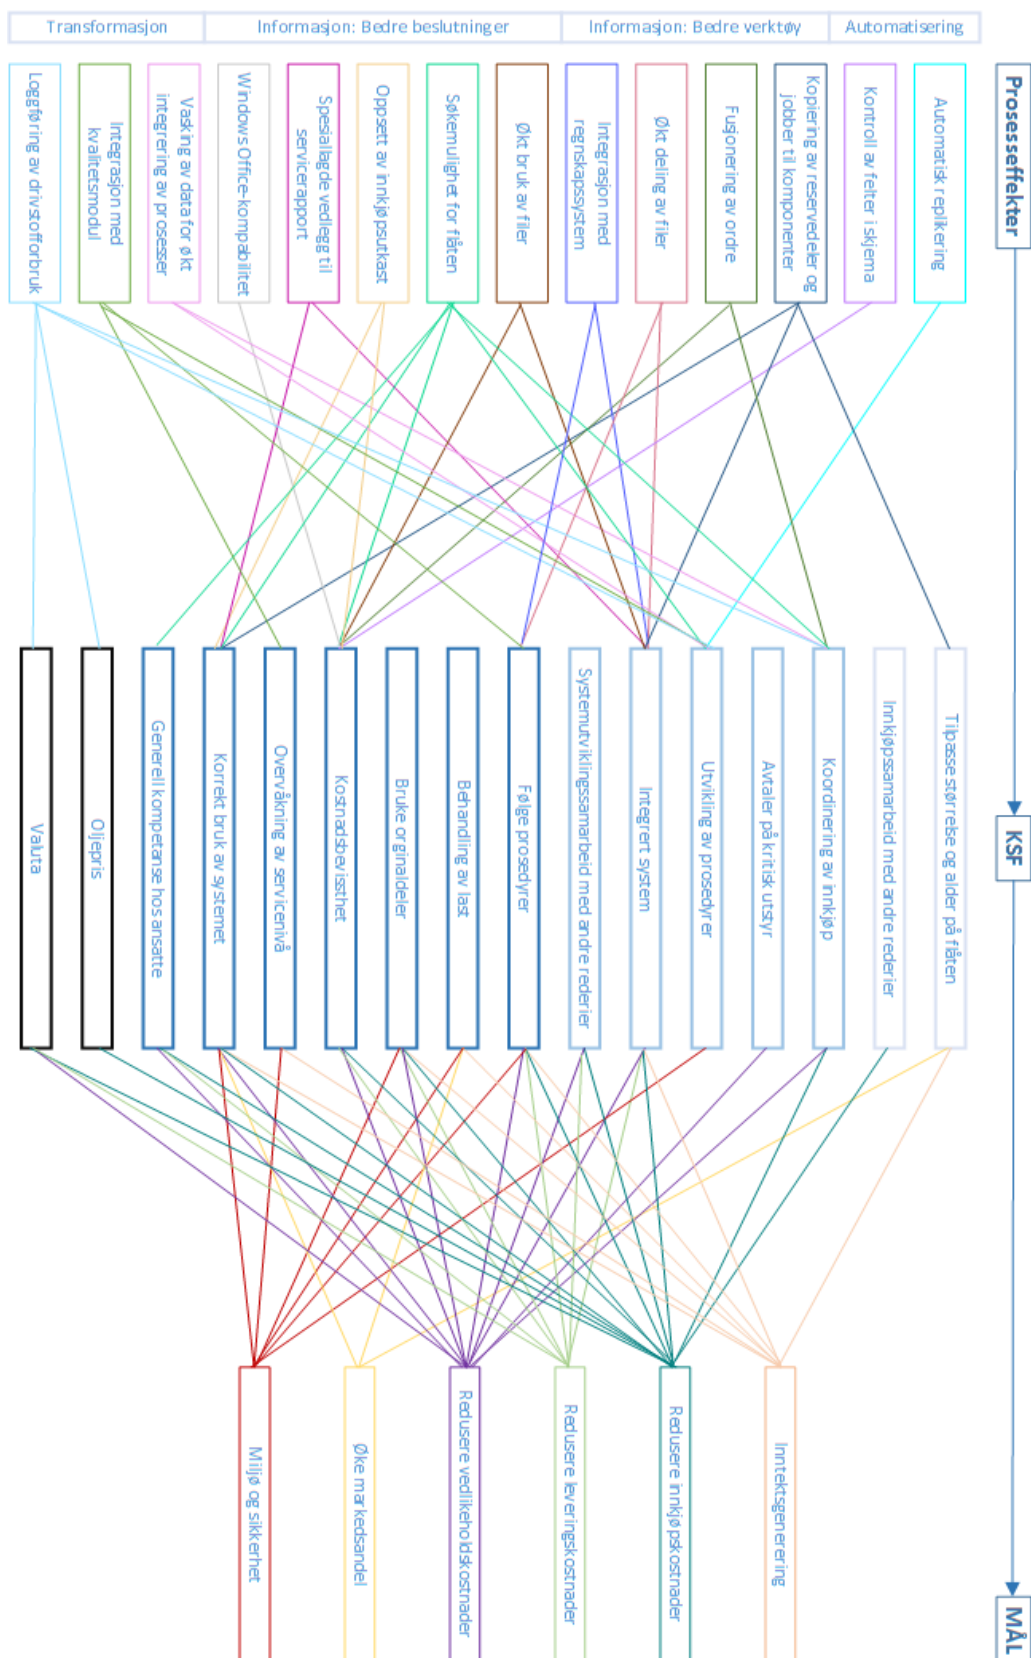 Prosesseffekter
KSF
MÅL
Automatisering
Informasjon: Bedre verktøy
Informasjon: Bedre beslutninger
Transformasjon
Automatisk replikering
Kontroll av felter i skjema
Kopiering av reservedeler og
jobber til komponenter
Fusjonering av ordre
Økt deling av filer
Integrasjon med
regnskapssystem
Økt bruk av filer
Søkemulighet for flåten
Oppsett av innkjøpsutkast
Spesiallagde vedlegg til
servicerapport
Windows Office-kompabilitet
Vasking av data for økt
integrering av prosesser
Integrasjon med
kvalitetsmodul
Loggføring av drivstofforbruk
Tilpasse størrelse og alder på flåten
Innkjøpssamarbeid med andre rederier
Koordinering av innkjøp
Avtaler på kritisk utstyr
Utvikling av prosedyrer
Integrert system
Systemutviklingssamarbeid med andre rederier
Følge prosedyrer
Behandling av last
Bruke orginaldeler
Kostnadsbevissthet
Overvåkning av servicenivå
Korrekt bruk av systemet
Generell kompetanse hos ansatte
Oljepris
Valuta
Inntektsgenerering
Redusere innkjøpskostnader
Redusere leveringskostnader
Redusere vedlikeholdskostnader
Øke markedsandel
Miljø og sikkerhet